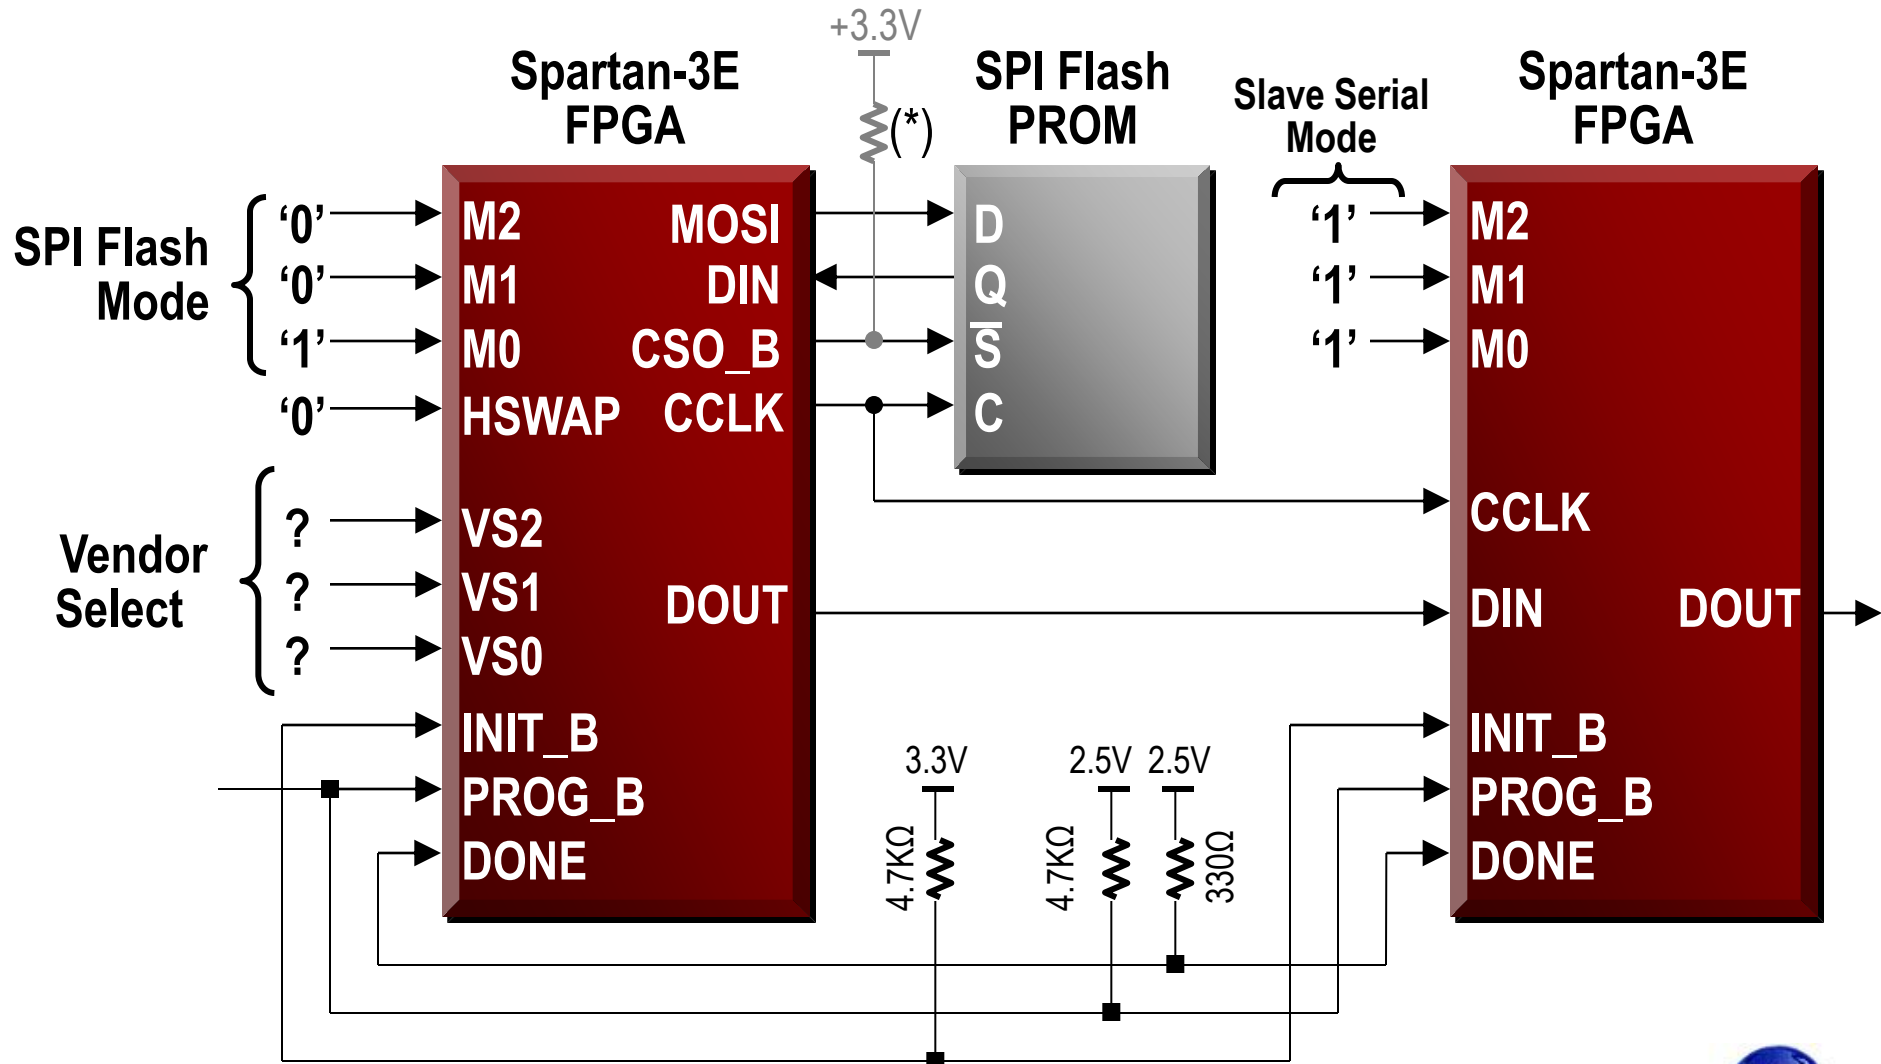 +3.3V
(*)
Spartan-3E
FPGA
SPI Flash
PROM
Slave Serial
Mode
Spartan-3E
FPGA
SPI Flash
Mode
‘0’
‘0’
‘1’
‘0’
M2
M1
M0
HSWAP
MOSI
DIN
CSO_B
CCLK
D
Q
S
C
‘1’
‘1’
‘1’
M2
M1
M0
Vendor
Select
?
?
?
VS2
VS1
VS0
DOUT
CCLK
DIN
DOUT
INIT_B
PROG_B
DONE
3.3V
4.7KΩ
2.5V
4.7KΩ
2.5V
330Ω
INIT_B
PROG_B
DONE